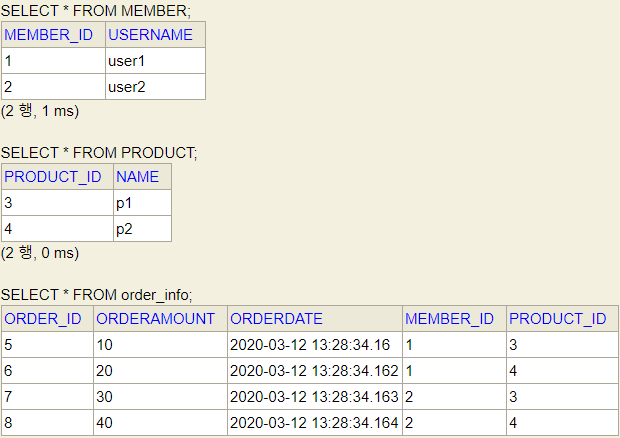 SELECT * FROM MEMBER;
MEMBER_ID USERNAME
1 user1
2 user2
(2 행, 1 ms)
SELECT * FROM PRODUCT;
PRODUCT_ID NAME
3 p1
4 p2
(2 행, 0 ms)
SELECT * FROM order_info;
ORDER_ID ORDERAMOUNT ORDERDATE MEMBER_ID PRODUCT_ID
5 10 2020-03-12 13:28:34.16 1 3
6 20 2020-03-12 13:28:34.162 1 4
7 30 2020-03-12 13:28:34.163 2 3
8 40 2020-03-12 13:28:34.164 2 4